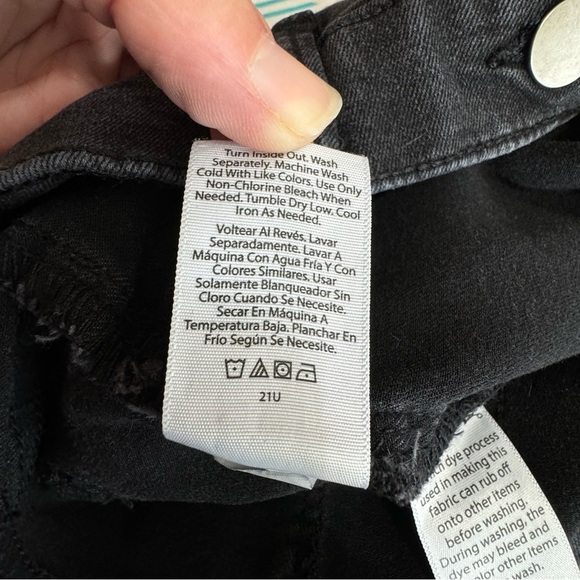 Turn Inside Out. Wash
Separately. Machine Wash
Cold With Like Colors. Use Only
Non-Chlorine Bleach When
Needed. Tumble Dry Low. Cool
Iron As Needed.
Voltear Al Revés. Lavar
Separadamente. Lavar A
Máquina Con Agua Fría Y Con
Colores Similares. Usar
Solamente Blanqueador Sin
Cloro Cuando Se Necesite.
Secar En Máquina A
Temperatura Baja. Planchar En
Frío Según Se Necesite.
21U
dye process
used in making this
fabric can rub off
onto other items
before washing.
During washing, the
dye may bleed and
other items
wash.